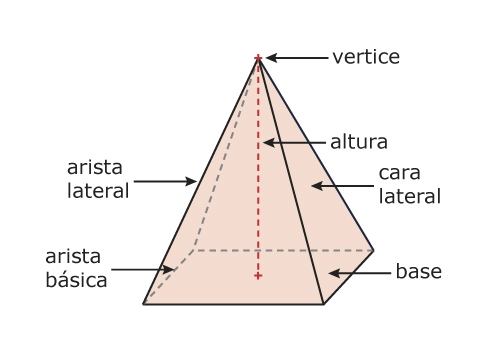 vertice
altura
arista
lateral
cara
lateral
arista
básica
base